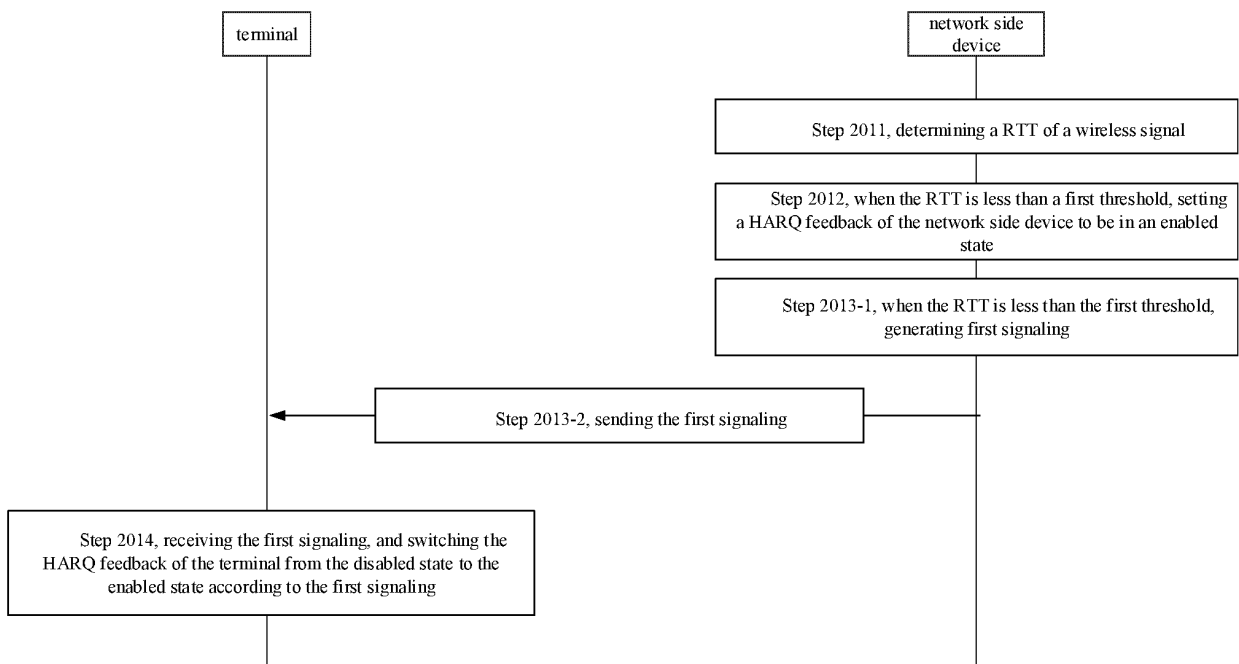 terminal
network side
device
Step 2011, determining a RTT of a wireless signal
Step 2012, when the RTT is less than a first threshold, setting
a HARQ feedback of the network side device to be in an enabled
state
Step 2013-1, when the RTT is less than the first threshold,
generating first signaling
Step 2013-2, sending the first signaling
Step 2014, receiving the first signaling, and switching the
HARQ feedback of the terminal from the disabled state to the
enabled state according to the first signaling